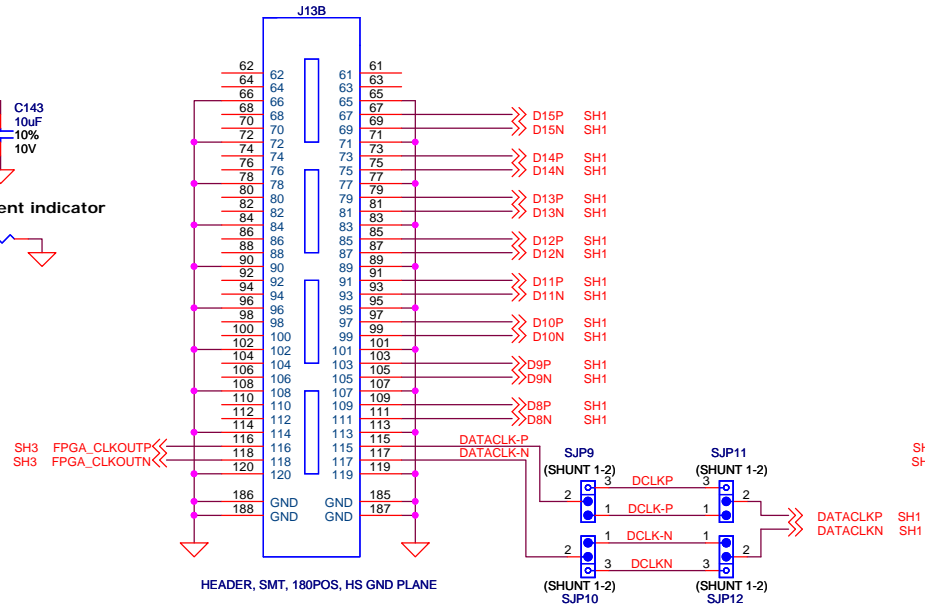 J13B
62 62 61 61
64 64 63 63
66 66 65 65
68 68 67 67 D15P SH1
70 70 69 69 D15N SH1
72 72 71 71
74 74 73 73 D14P SH1
76 76 75 75 D14N SH1
78 78 77 77
80 80 79 79 D13P SH1
82 82 81 81 D13N SH1
84 84 83 83
86 86 85 85 D12P SH1
88 88 87 87 D12N SH1
90 90 89 89
92 92 91 91 D11P SH1
94 94 93 93 D11N SH1
96 96 95 95
98 98 97 97 D10P SH1
100 100 99 99 D10N SH1
102 102 101 101
104 104 103 103 D9P SH1
106 106 105 105 D9N SH1
108 108 107 107
110 110 109 109 D8P SH1
112 112 111 111 D8N SH1
114 114 113 113
SH3 FPGA_CLKOUTP 116 116 115 115 DATACLK-P
SH3 FPGA_CLKOUTN 118 118 117 117 DATACLK-N
120 120 119 119
186 GND GND 185
188 GND GND 187
HEADER, SMT, 180POS, HS GND PLANE
C143
10uF
10%
10V
ent indicator
SJP9
(SHUNT 1-2)
3 DCLKP 3
2
1 DCLK-P 1
SJP11
(SHUNT 1-2)
2
DATACLKP SH1
DATACLKN SH1
1 DCLK-N 1
2
3 DCLKN 3
2
(SHUNT 1-2)
SJP10
(SHUNT 1-2)
SJP12
SH
SH